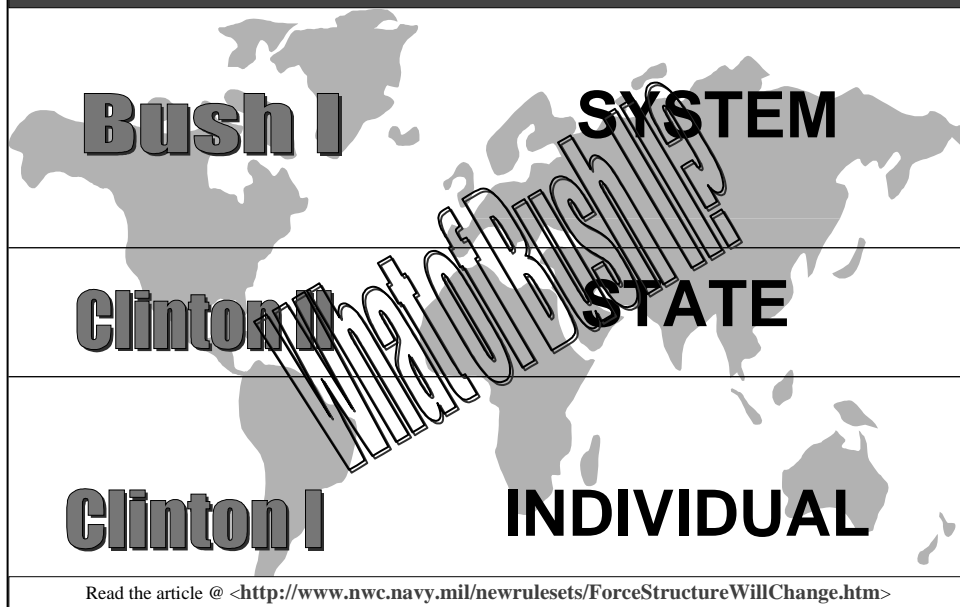 Bush I
SYSTEM
What of Bush II?!
Clinton II
STATE
Clinton I
INDIVIDUAL
Read the article @ <http://www.nwc.navy.mil/newrulesets/ForceStructureWillChange.htm>